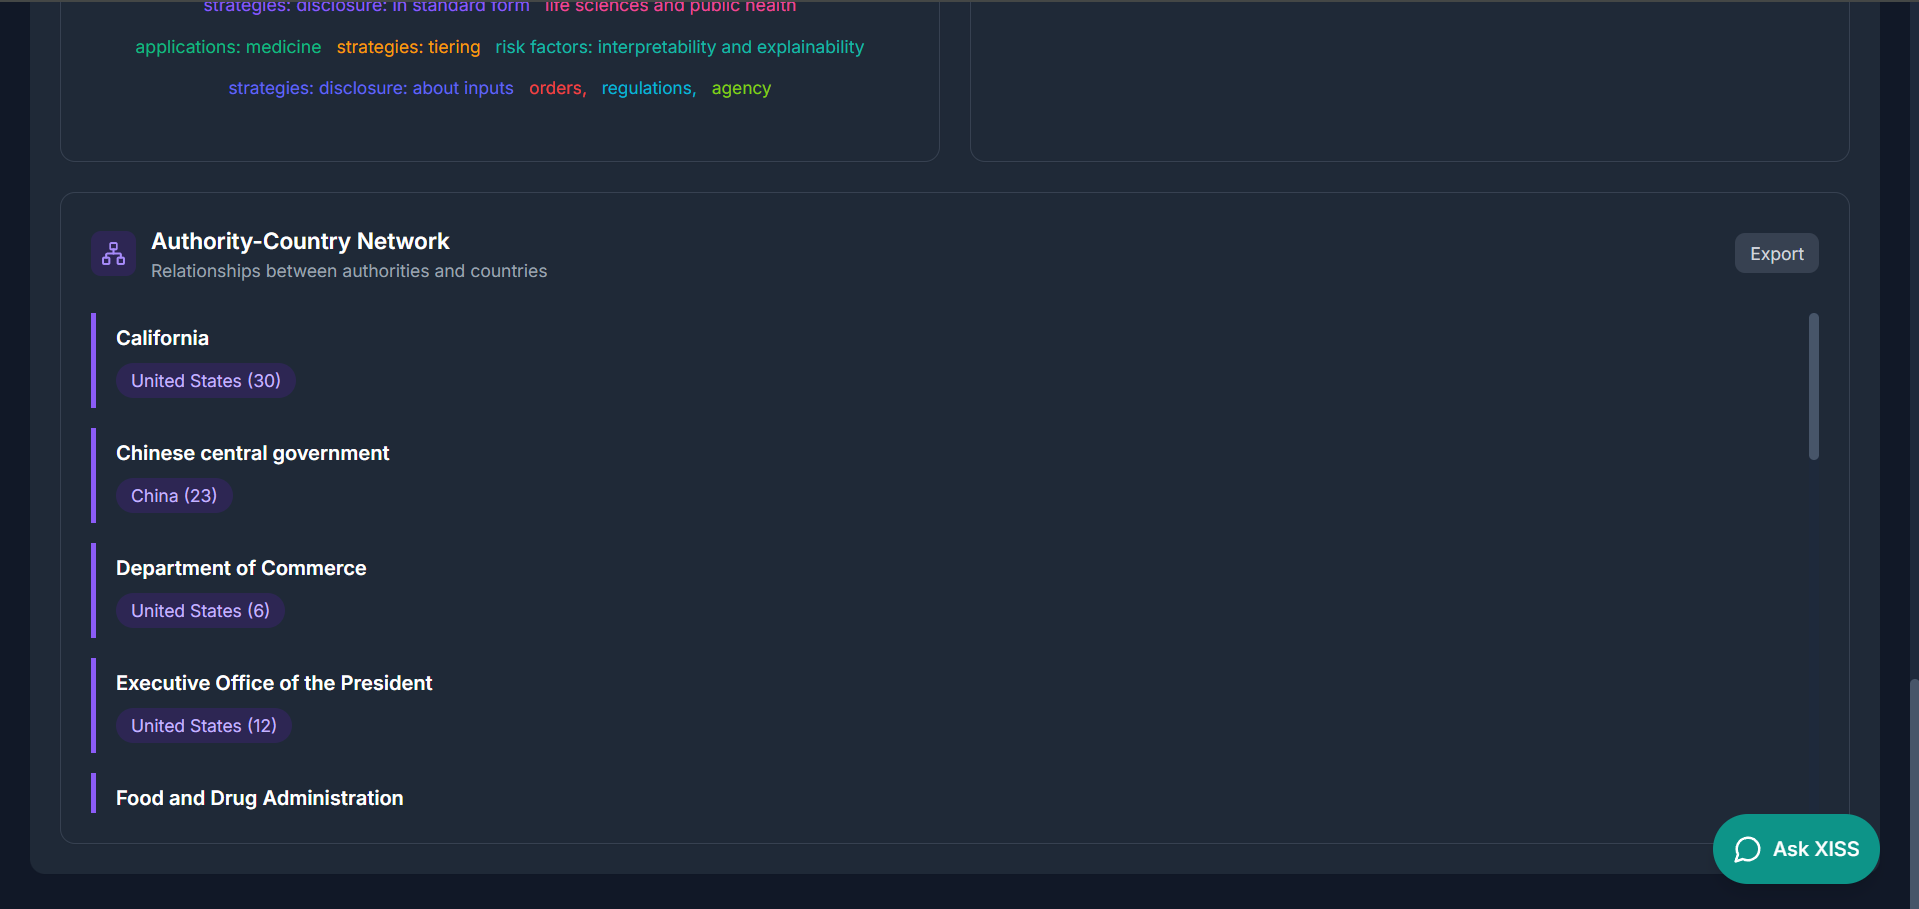 strategies: disclosure: in standard form life sciences and public health
applications: medicine strategies: tiering risk factors: interpretability and explainability
strategies: disclosure: about inputs orders, regulations, agency
Authority-Country Network
Relationships between authorities and countries
Export
California
United States (30)
Chinese central government
China (23)
Department of Commerce
United States (6)
Executive Office of the President
United States (12)
Food and Drug Administration
Ask XISS